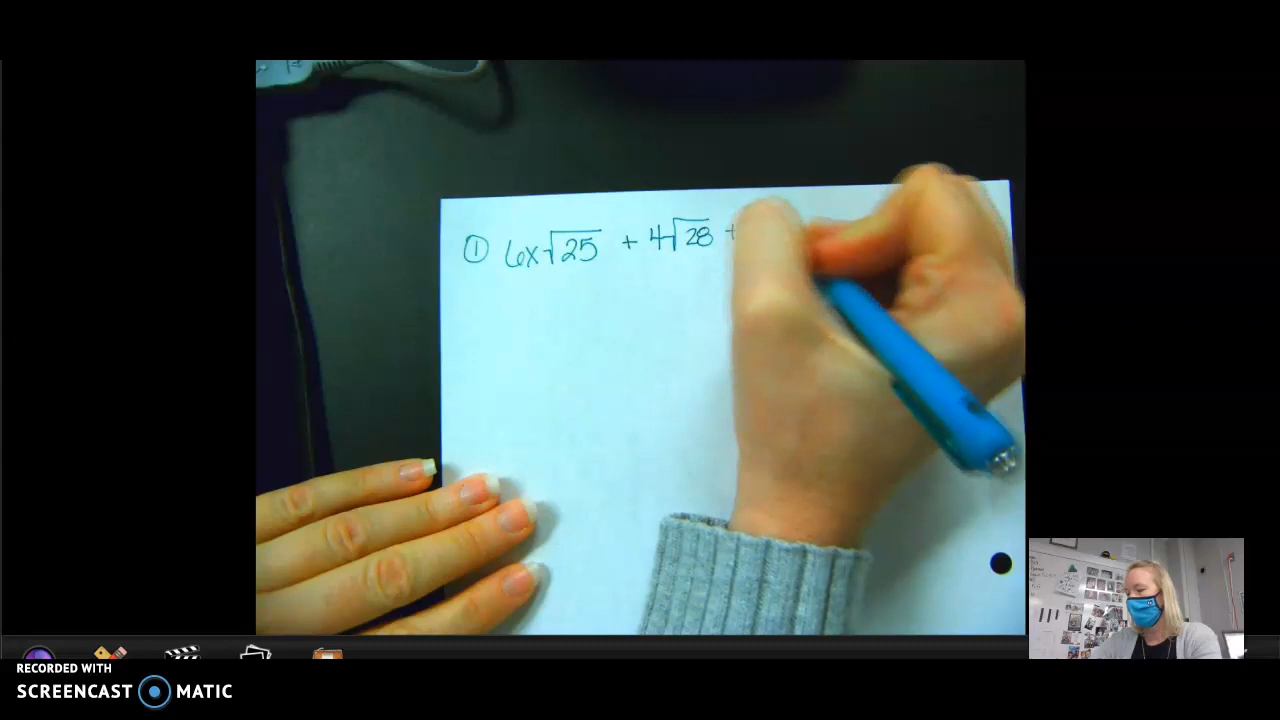 ① 6x√25 + 4√28 +
RECORDED WITH
SCREENCAST MATIC